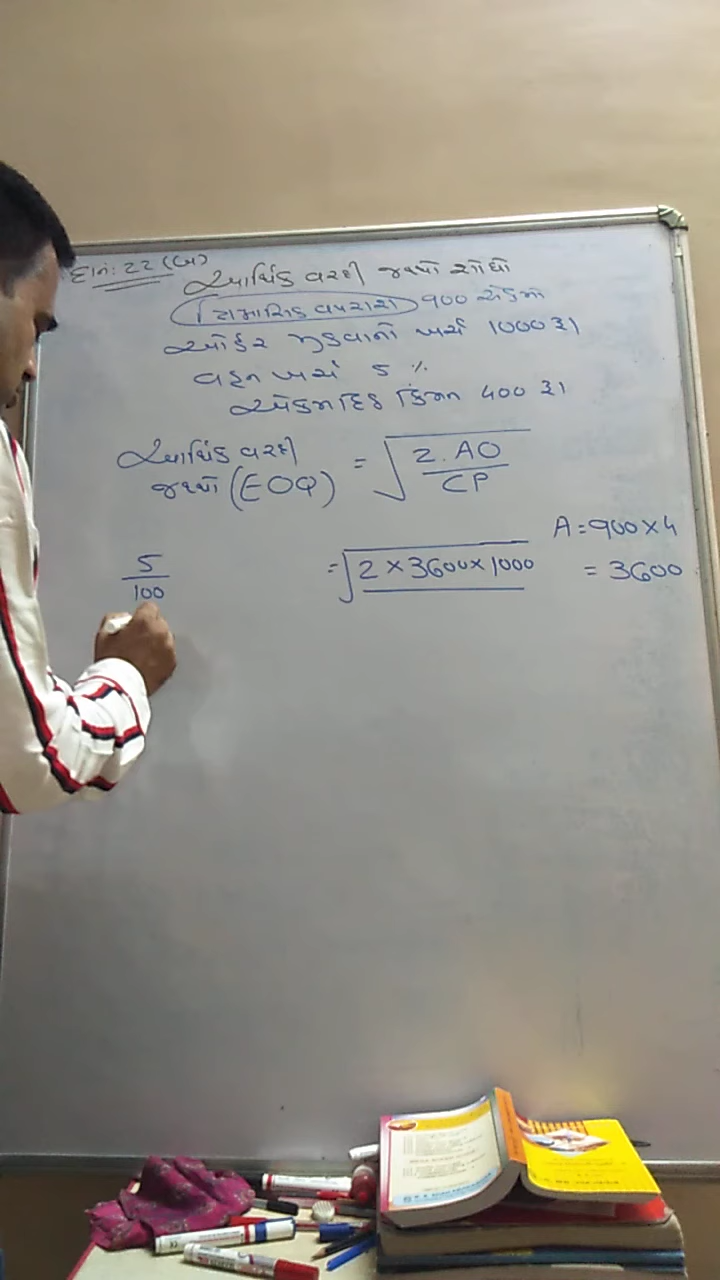 દા.નં: 22 (બ)
આર્થિક વરદી જથ્થો શોધો
ત્રિમાસિક વપરાશ 900 એકમો
ઓર્ડર મુકવાનો ખર્ચ 1000 રૂા
વહન ખર્ચ 5 %
એકમદિઠ કિંમત 400 રૂા
આર્થિક વરદી
જથ્થો (EOQ) = √ 2.AO / CP
A = 900 × 4
= √ 2 × 3600 × 1000
= 3600
5 / 100